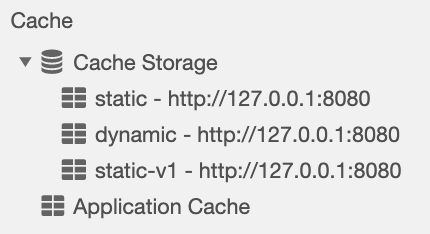 Cache
Cache Storage
static - http://127.0.0.1:8080
dynamic - http://127.0.0.1:8080
static-v1 - http://127.0.0.1:8080
Application Cache